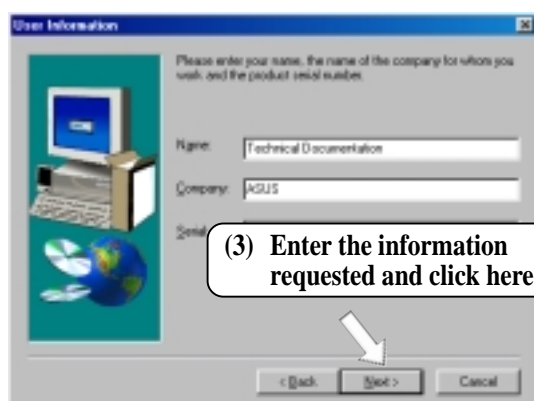 User Information
Please enter your name, the name of the company for whom you
work and the product serial number.
Name: Technical Documentation
Company: ASUS
Serial
(3) Enter the information
requested and click here
< Back Next > Cancel